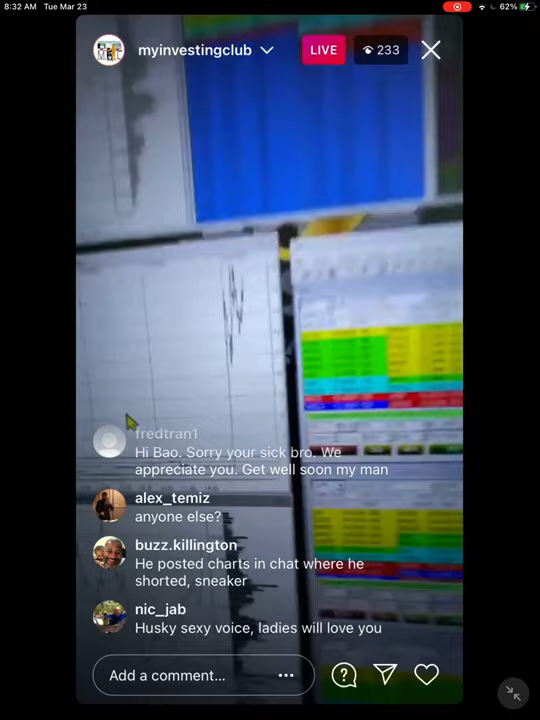 8:32 AM Tue Mar 23
62%
myinvestingclub
LIVE
233
fredtran1
Hi Bao. Sorry your sick bro. We
appreciate you. Get well soon my man
alex_temiz
anyone else?
buzz.killington
He posted charts in chat where he
shorted, sneaker
nic_jab
Husky sexy voice, ladies will love you
Add a comment...